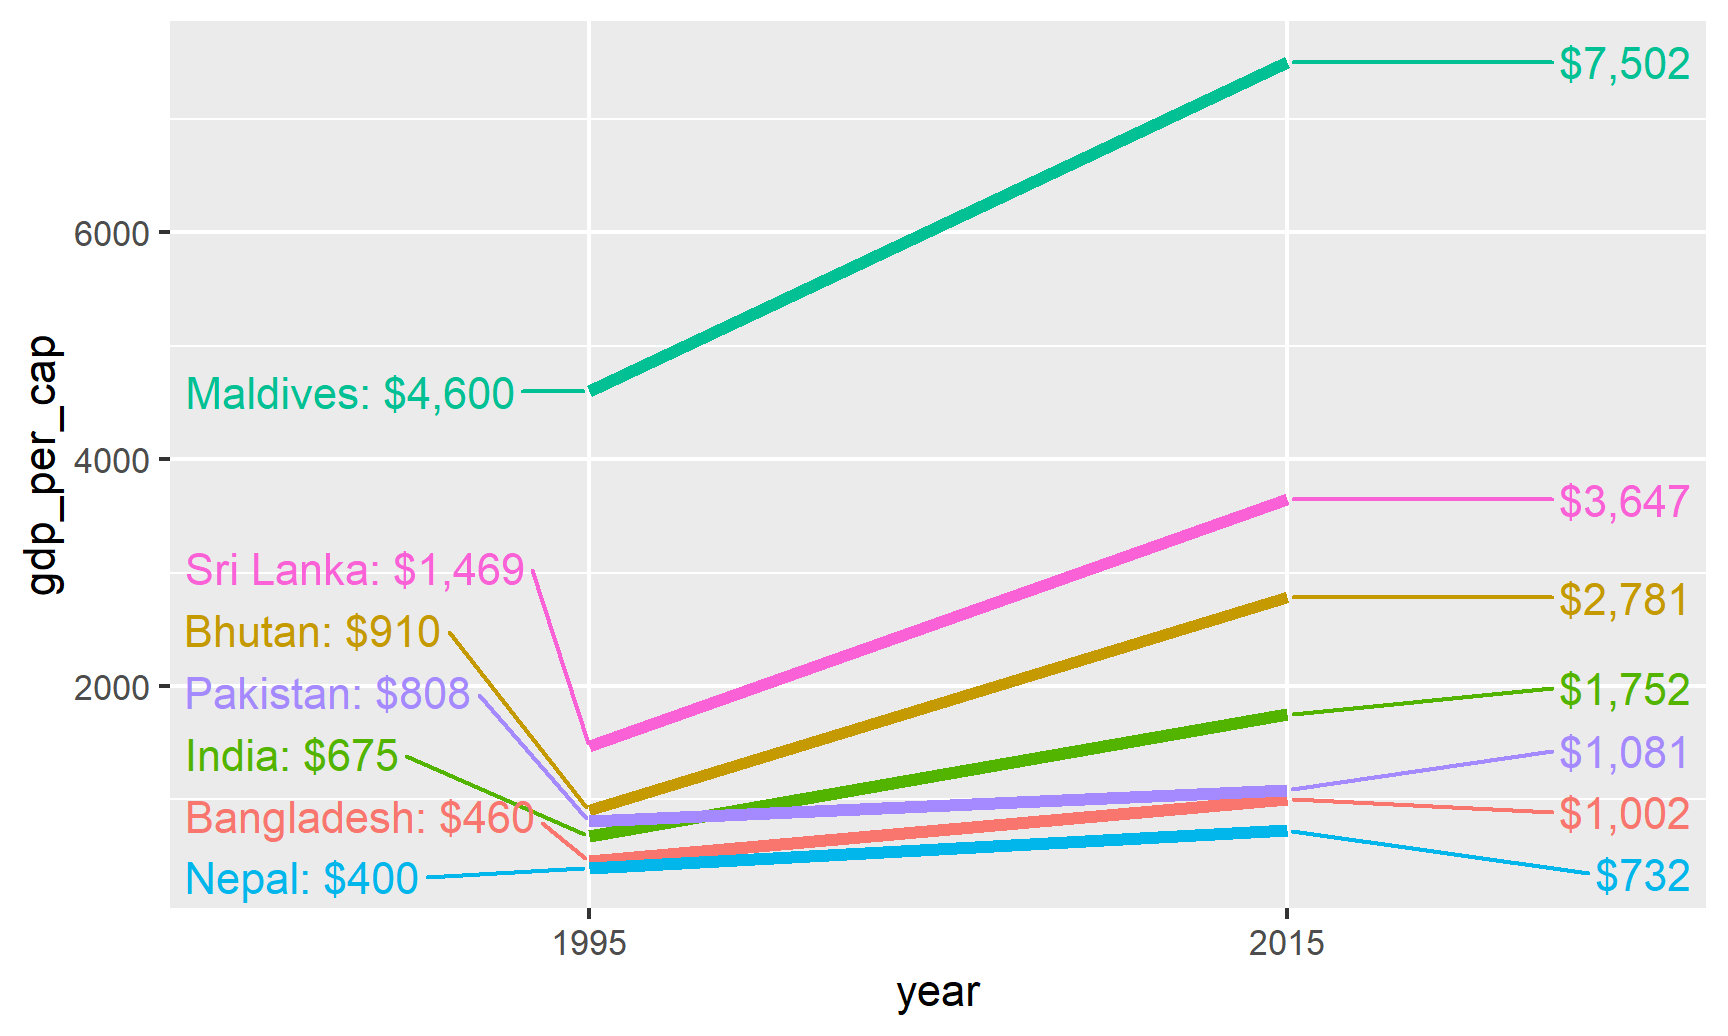 $7,502
6000
Maldives: $4,600
4000
$3,647
Sri Lanka: $1,469
$2,781
Bhutan: $910
2000
Pakistan: $808
$1,752
India: $675
$1,081
Bangladesh: $460
$1,002
Nepal: $400
$732
gdp_per_cap
1995
2015
year